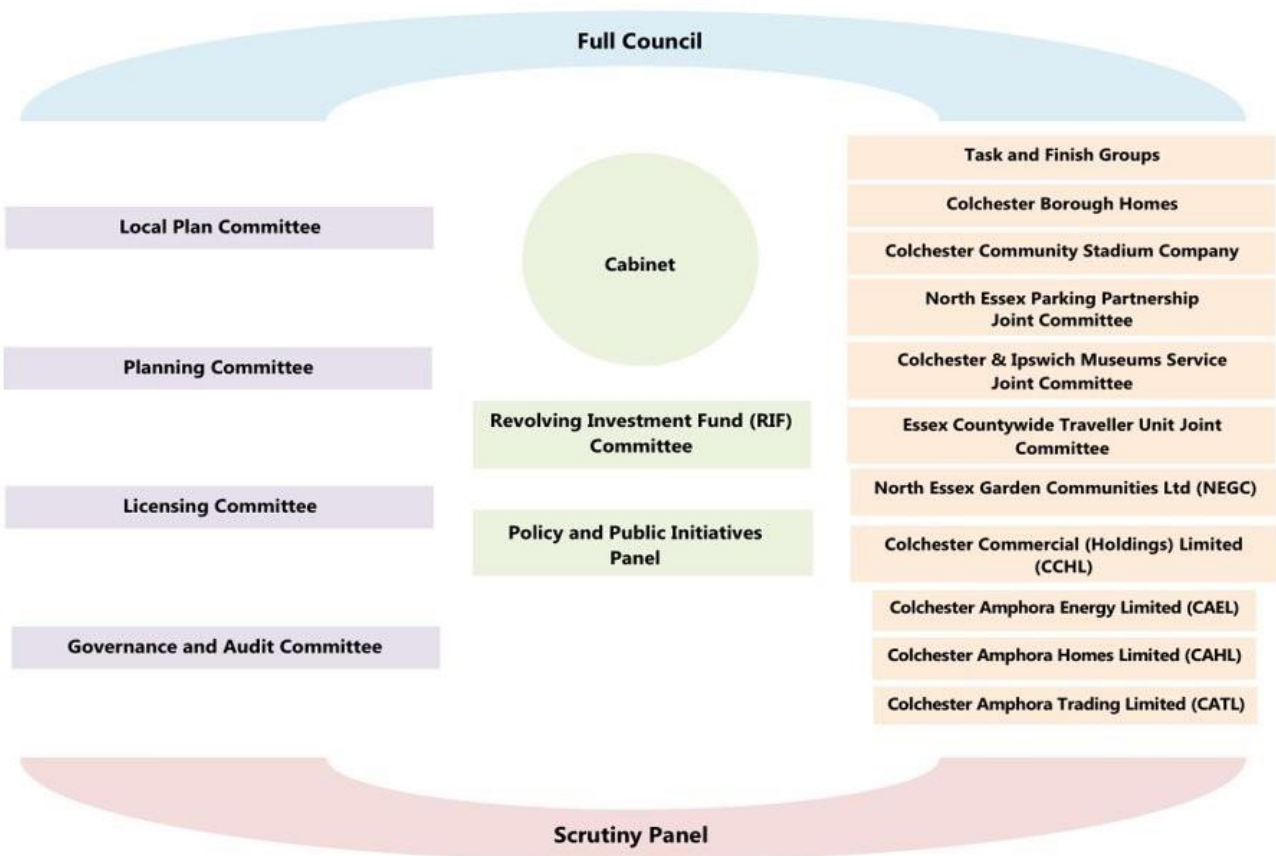 Full Council
Local Plan Committee
Planning Committee
Licensing Committee
Governance and Audit Committee
Cabinet
Revolving Investment Fund (RIF)
Committee
Policy and Public Initiatives
Panel
Task and Finish Groups
Colchester Borough Homes
Colchester Community Stadium Company
North Essex Parking Partnership
Joint Committee
Colchester & Ipswich Museums Service
Joint Committee
Essex Countywide Traveller Unit Joint
Committee
North Essex Garden Communities Ltd (NEGC)
Colchester Commercial (Holdings) Limited
(CCHL)
Colchester Amphora Energy Limited (CAEL)
Colchester Amphora Homes Limited (CAHL)
Colchester Amphora Trading Limited (CATL)
Scrutiny Panel